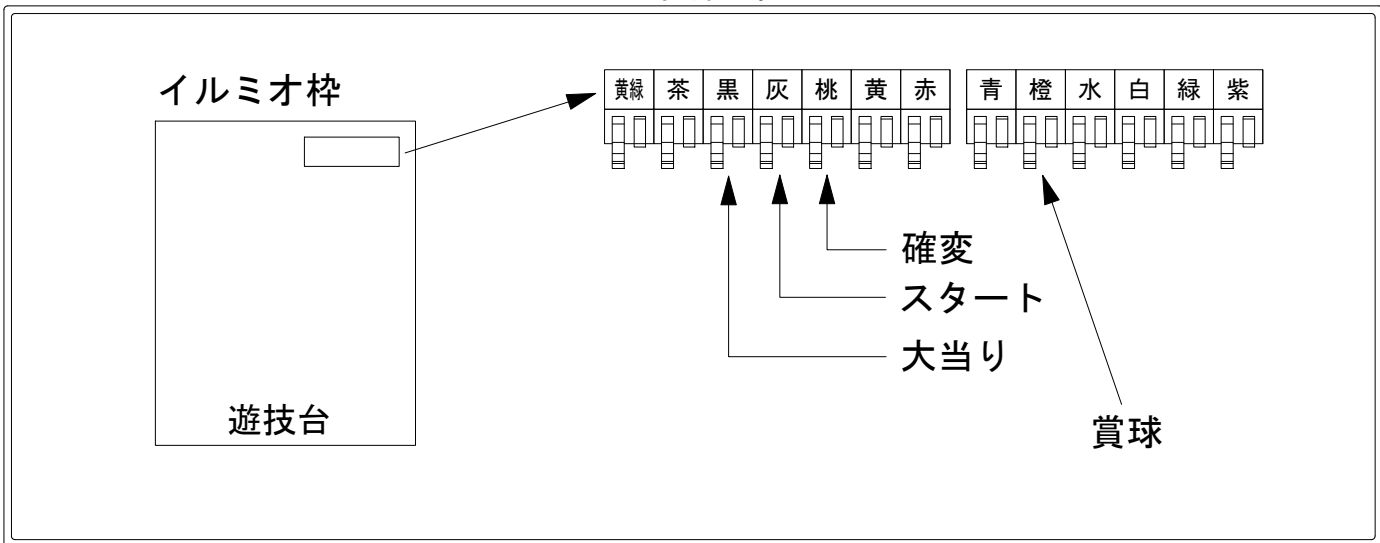 イルミオ枠
黄緑 茶 黒 灰 桃 黄 赤 青 橙 水 白 緑 紫
確変
スタート
大当り
遊技台
賞球